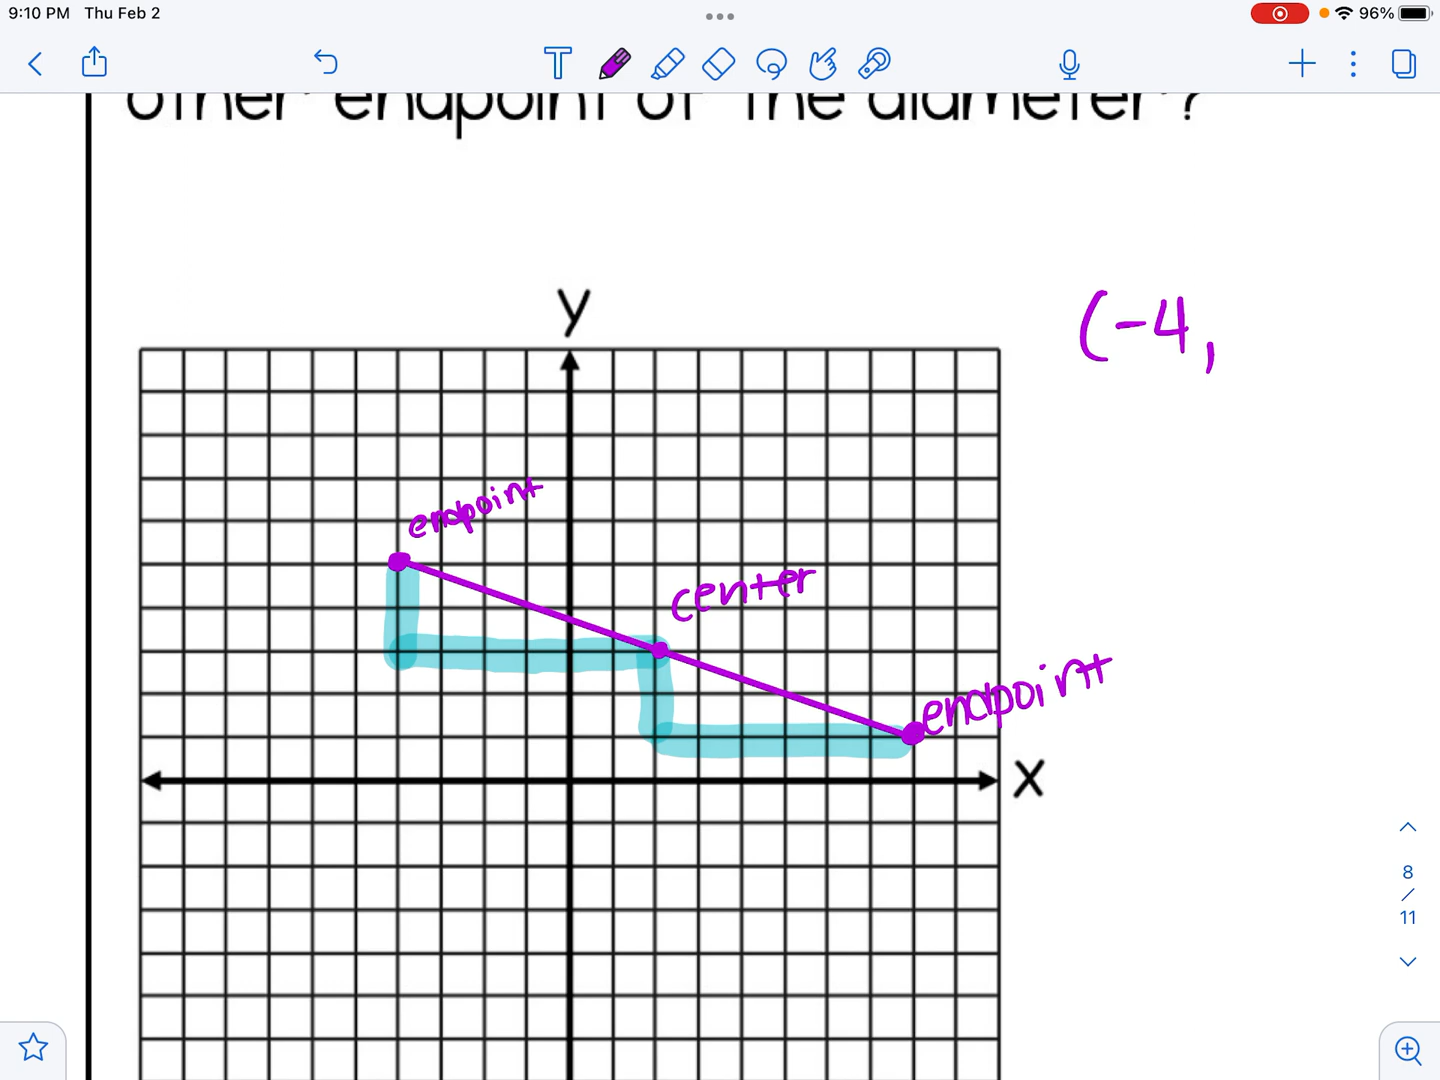 9:10 PM Thu Feb 2
96%
T
other endpoint of the diameter?
y
(-4,
endpoint
center
endpoint
x
8
/
11